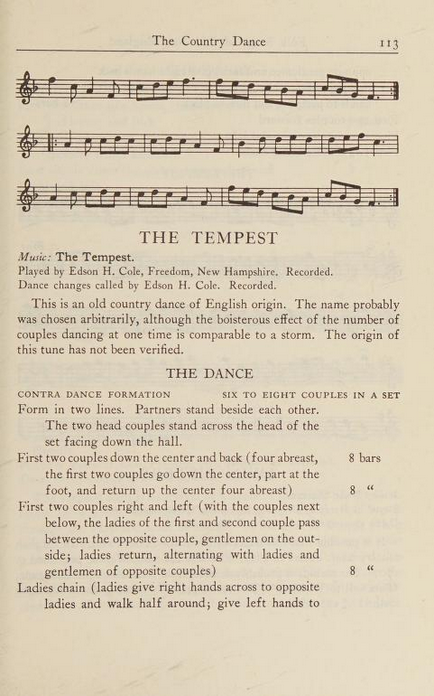 The Country Dance 113
THE TEMPEST
Music: The Tempest.
Played by Edson H. Cole, Freedom, New Hampshire. Recorded.
Dance changes called by Edson H. Cole. Recorded.
This is an old country dance of English origin. The name probably
was chosen arbitrarily, although the boisterous effect of the number of
couples dancing at one time is comparable to a storm. The origin of
this tune has not been verified.
THE DANCE
CONTRA DANCE FORMATION SIX TO EIGHT COUPLES IN A SET
Form in two lines. Partners stand beside each other.
The two head couples stand across the head of the
set facing down the hall.
First two couples down the center and back (four abreast, 8 bars
the first two couples go down the center, part at the
foot, and return up the center four abreast) 8 “
First two couples right and left (with the couples next
below, the ladies of the first and second couple pass
between the opposite couple, gentlemen on the out-
side; ladies return, alternating with ladies and
gentlemen of opposite couples) 8 “
Ladies chain (ladies give right hands across to opposite
ladies and walk half around; give left hands to